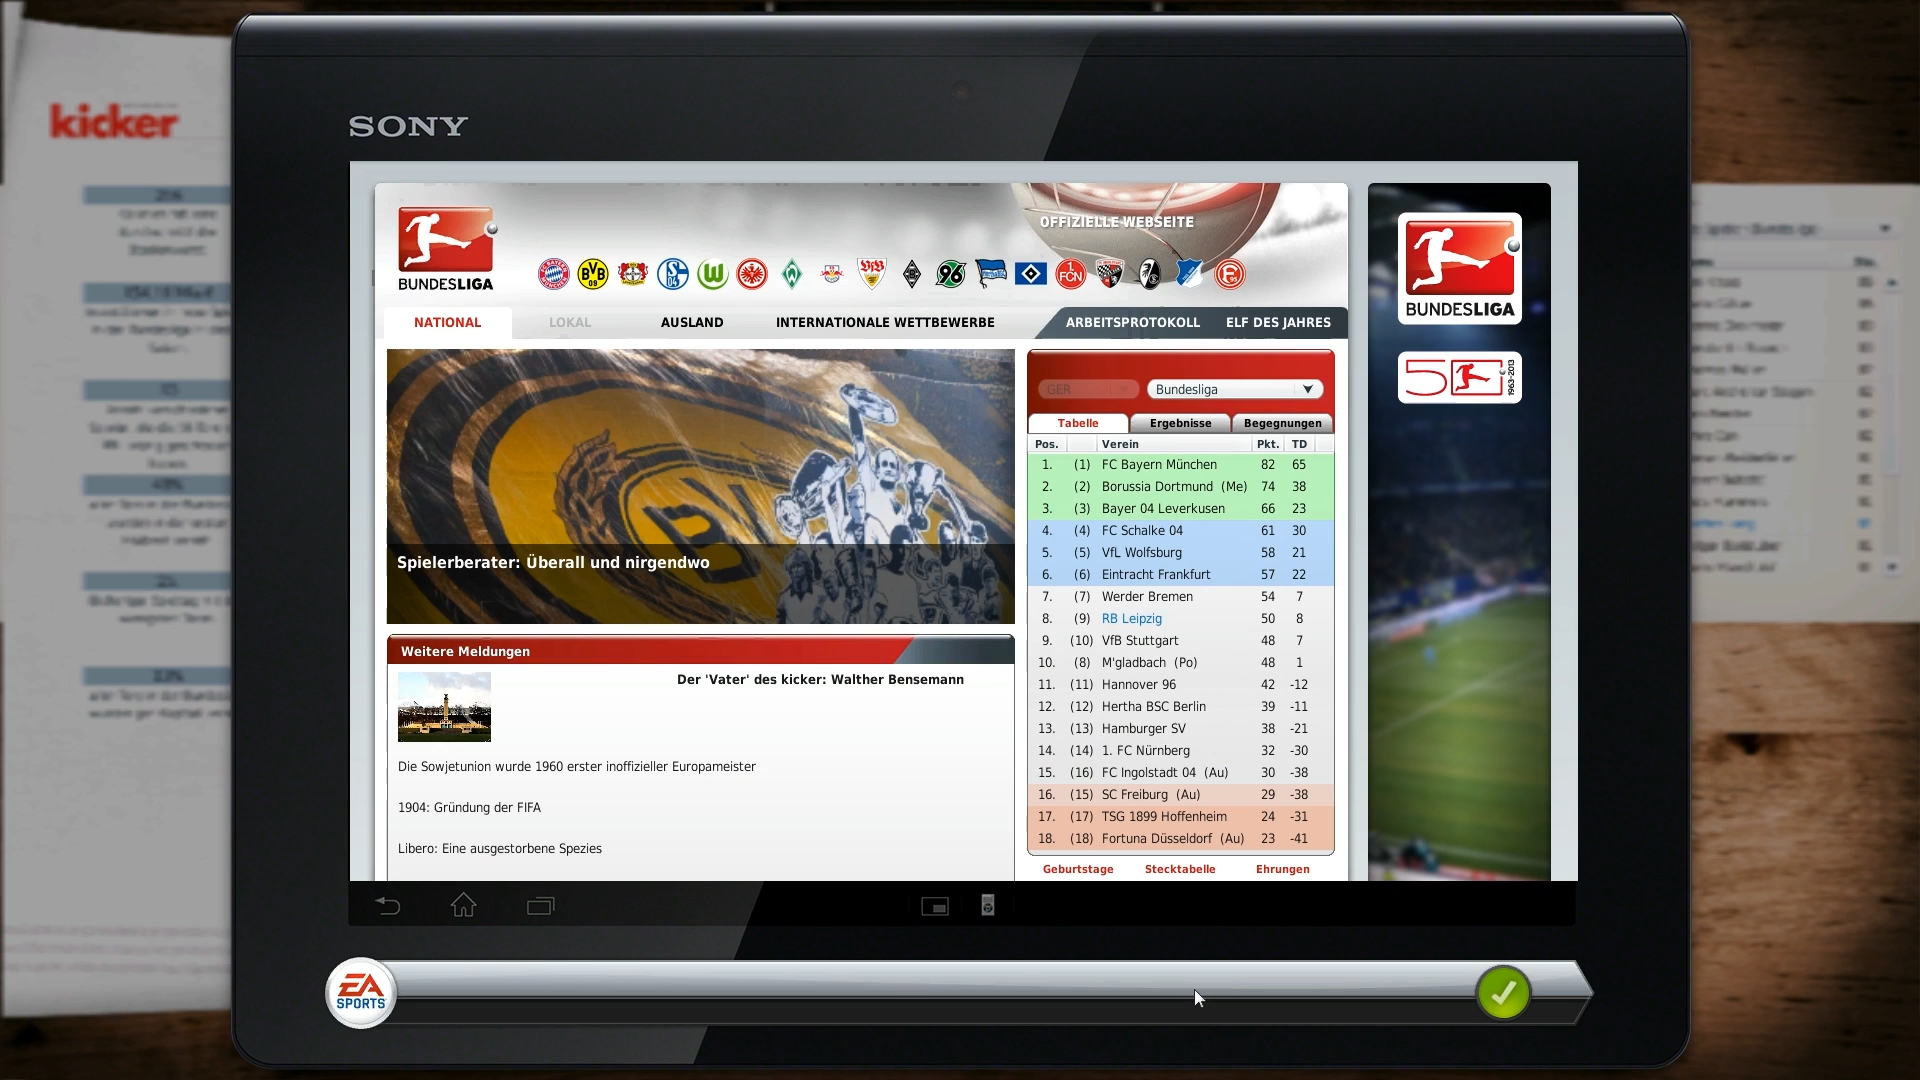 kicker
SONY
BUNDESLIGA
OFFIZIELLE WEBSEITE
NATIONAL LOKAL AUSLAND INTERNATIONALE WETTBEWERBE ARBEITSPROTOKOLL ELF DES JAHRES
Spielerberater: Überall und nirgendwo
Weitere Meldungen
Der 'Vater' des kicker: Walther Bensemann
Die Sowjetunion wurde 1960 erster inoffizieller Europameister
1904: Gründung der FIFA
Libero: Eine ausgestorbene Spezies
GER Bundesliga
Tabelle Ergebnisse Begegnungen
Pos. Verein Pkt. TD
1. (1) FC Bayern München 82 65
2. (2) Borussia Dortmund (Me) 74 38
3. (3) Bayer 04 Leverkusen 66 23
4. (4) FC Schalke 04 61 30
5. (5) VfL Wolfsburg 58 21
6. (6) Eintracht Frankfurt 57 22
7. (7) Werder Bremen 54 7
8. (9) RB Leipzig 50 8
9. (10) VfB Stuttgart 48 7
10. (8) M'gladbach (Po) 48 1
11. (11) Hannover 96 42 -12
12. (12) Hertha BSC Berlin 39 -11
13. (13) Hamburger SV 38 -21
14. (14) 1. FC Nürnberg 32 -30
15. (16) FC Ingolstadt 04 (Au) 30 -38
16. (15) SC Freiburg (Au) 29 -38
17. (17) TSG 1899 Hoffenheim 24 -31
18. (18) Fortuna Düsseldorf (Au) 23 -41
Geburtstage Stecktabelle Ehrungen
BUNDESLIGA
50 1963-2013
EA
SPORTS